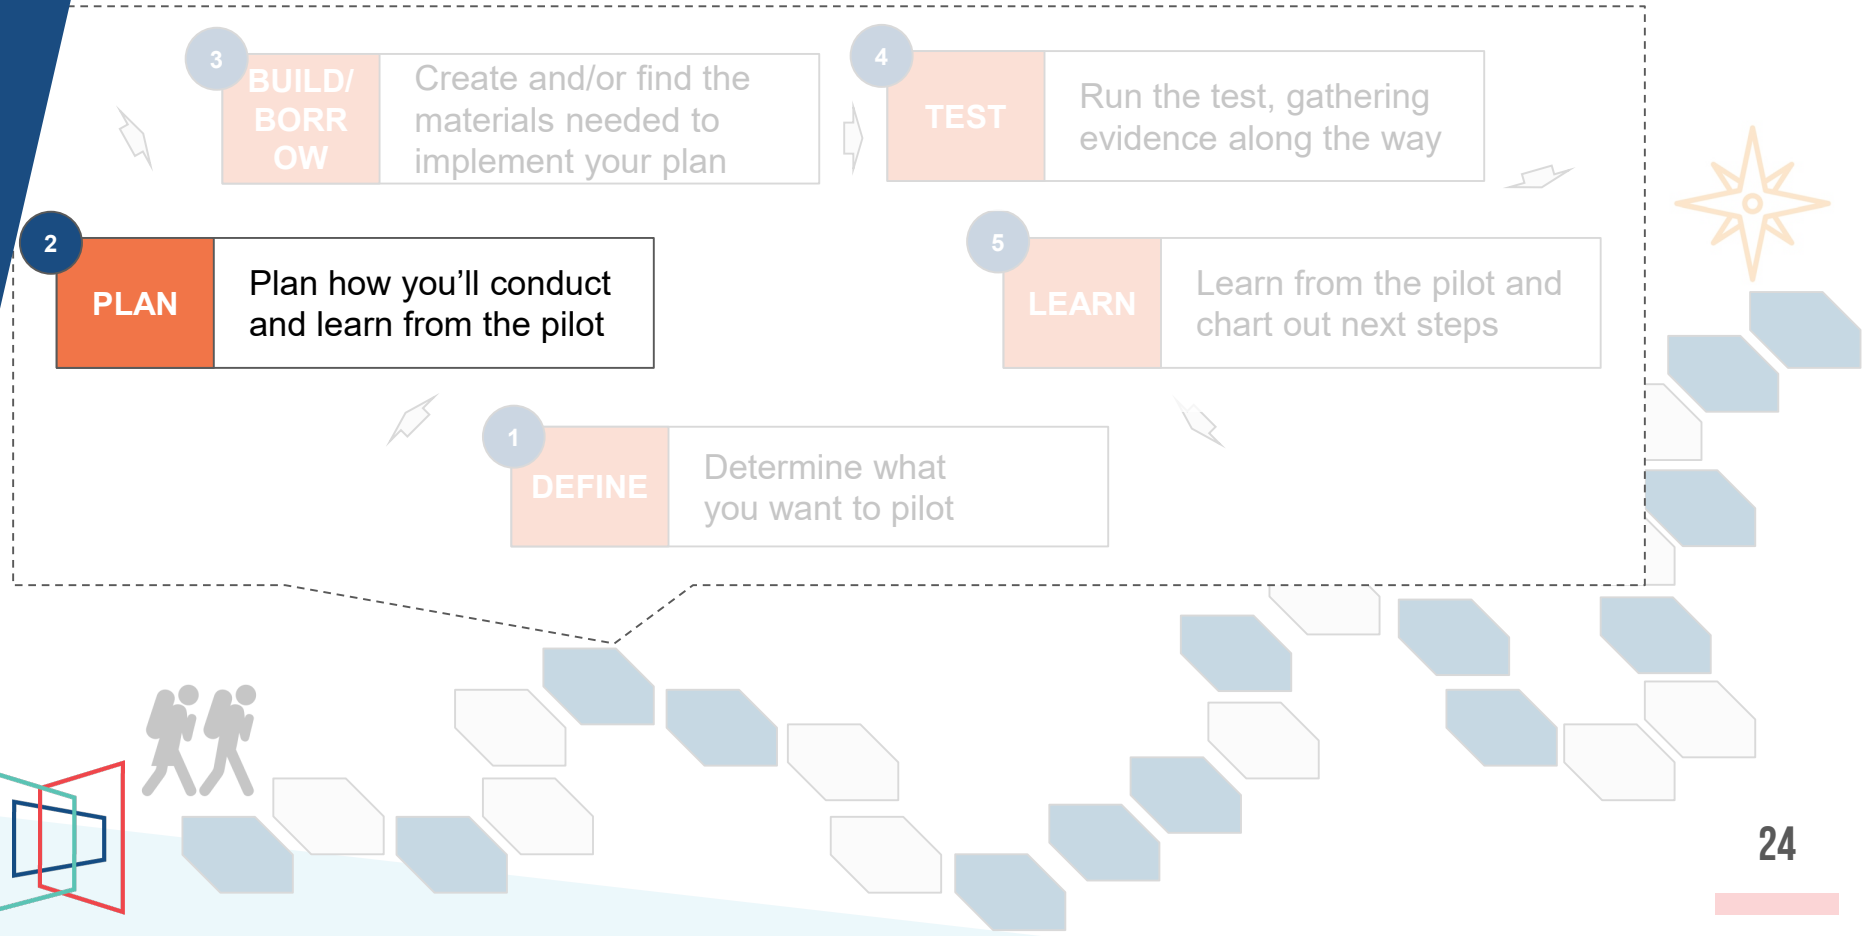 3
BUILD/
BORR
OW
Create and/or find the
materials needed to
implement your plan
4
TEST
Run the test, gathering
evidence along the way
2
PLAN
Plan how you’ll conduct
and learn from the pilot
5
LEARN
Learn from the pilot and
chart out next steps
1
DEFINE
Determine what
you want to pilot
24